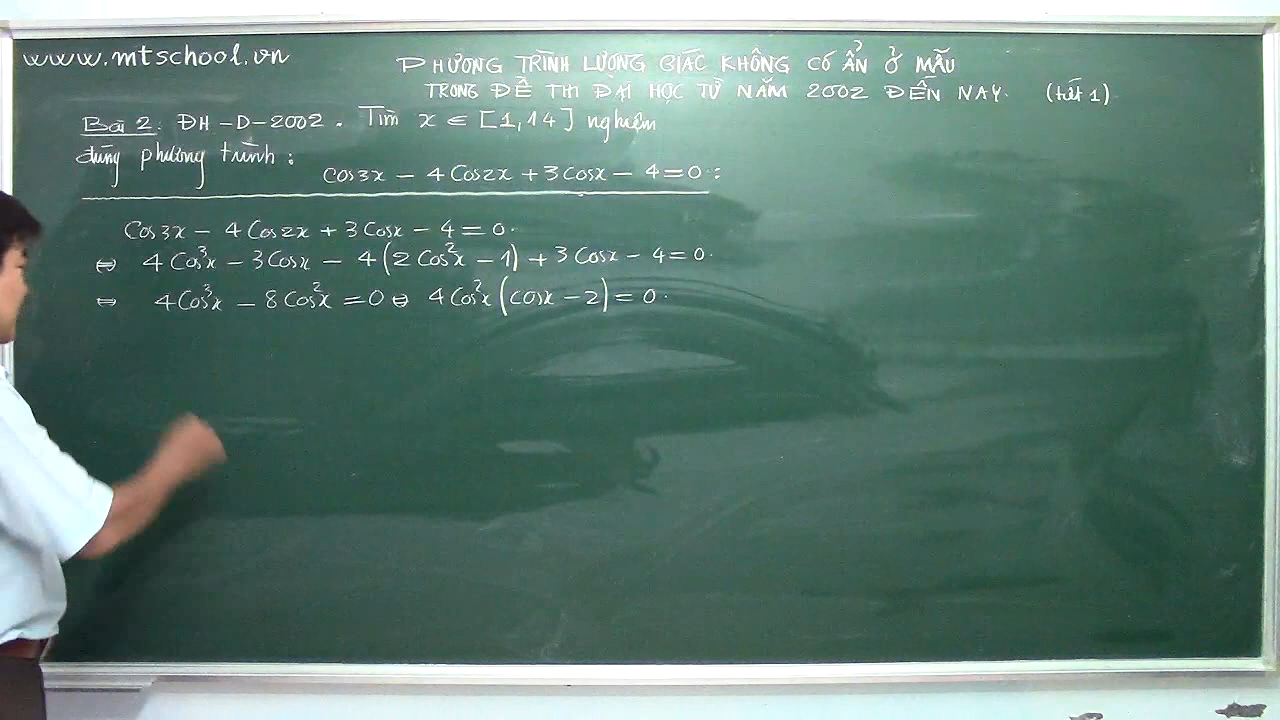 www.mtschool.vn
PHƯƠNG TRÌNH LƯỢNG GIÁC KHÔNG CÓ ẨN Ở MẪU
TRONG ĐỀ THI ĐẠI HỌC TỪ NĂM 2002 ĐẾN NAY. (tiết 1)
Bài 2: ĐH-D-2002. Tìm x ∈ [1,14] nghiệm
đúng phương trình:
Cos3x - 4Cos2x + 3Cosx - 4 = 0:
Cos3x - 4Cos2x + 3Cosx - 4 = 0.
⇔ 4Cos³x - 3Cosx - 4(2Cos²x - 1) + 3Cosx - 4 = 0.
⇔ 4Cos³x - 8Cos²x = 0 ⇔ 4Cos²x(cosx - 2) = 0.